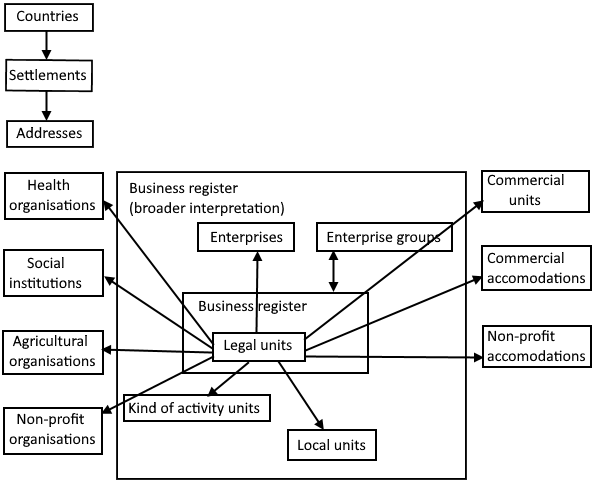 Countries
Settlements
Addresses
Health
organisations
Social
institutions
Agricultural
organisations
Non-profit
organisations
Business register
(broader interpretation)
Enterprises
Enterprise groups
Business register
Legal units
Kind of activity units
Local units
Commercial
units
Commercial
accomodations
Non-profit
accomodations